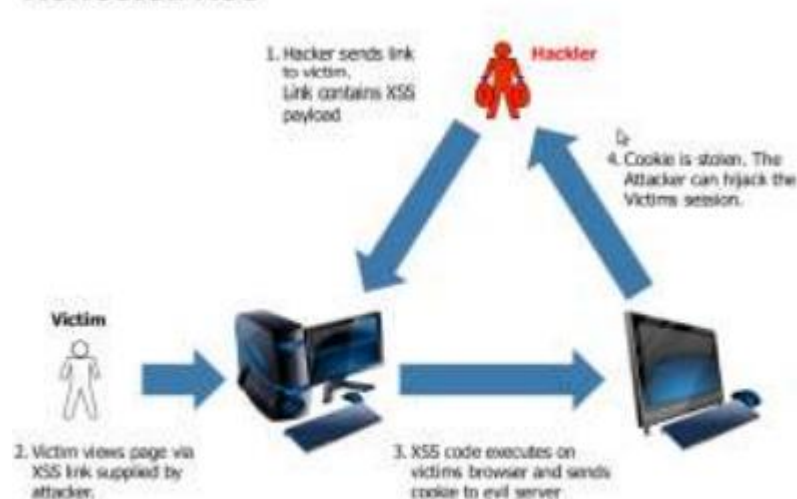 1. Hacker sends link
to victim.
Link contains XSS
payload
Hackler
4. Cookie is stolen. The
Attacker can hijack the
Victims session.
Victim
2. Victim views page via
XSS link supplied by
attacker.
3. XSS code executes on
victims browser and sends
cookie to evil server